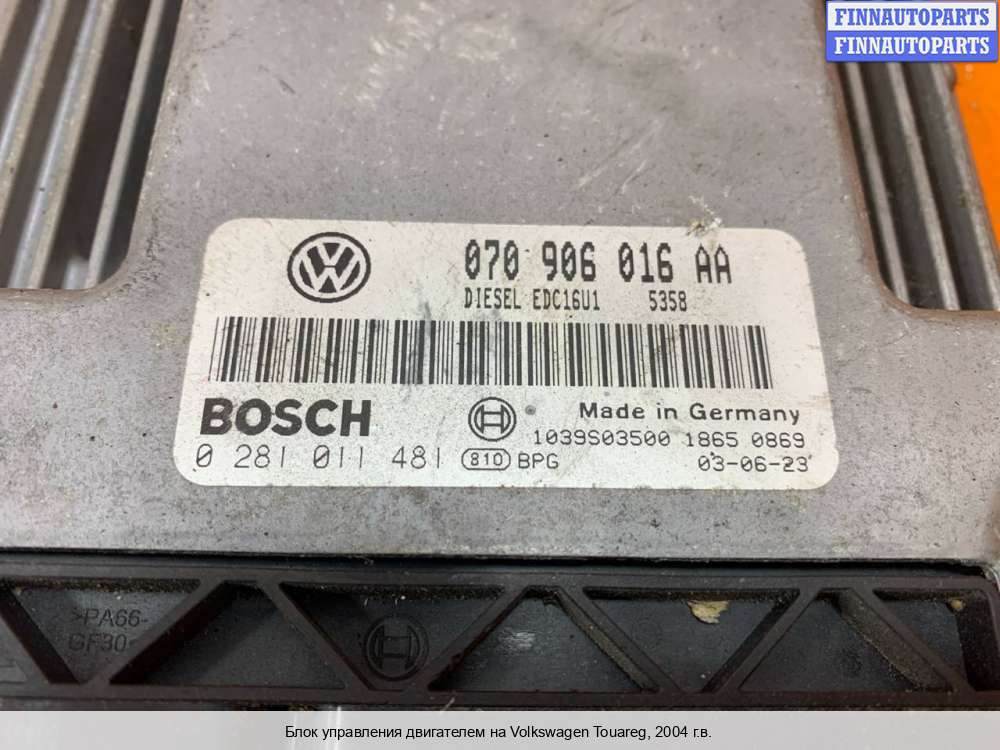 FINNAUTOPARTS
FINNAUTOPARTS
070 906 016 AA
DIESEL EDC16U1 5358
BOSCH
Made in Germany
1039S03500 1865 0869
0 281 011 481 810 BPG 03-06-23
>PA66-
GF30<
Блок управления двигателем на Volkswagen Touareg, 2004 г.в.